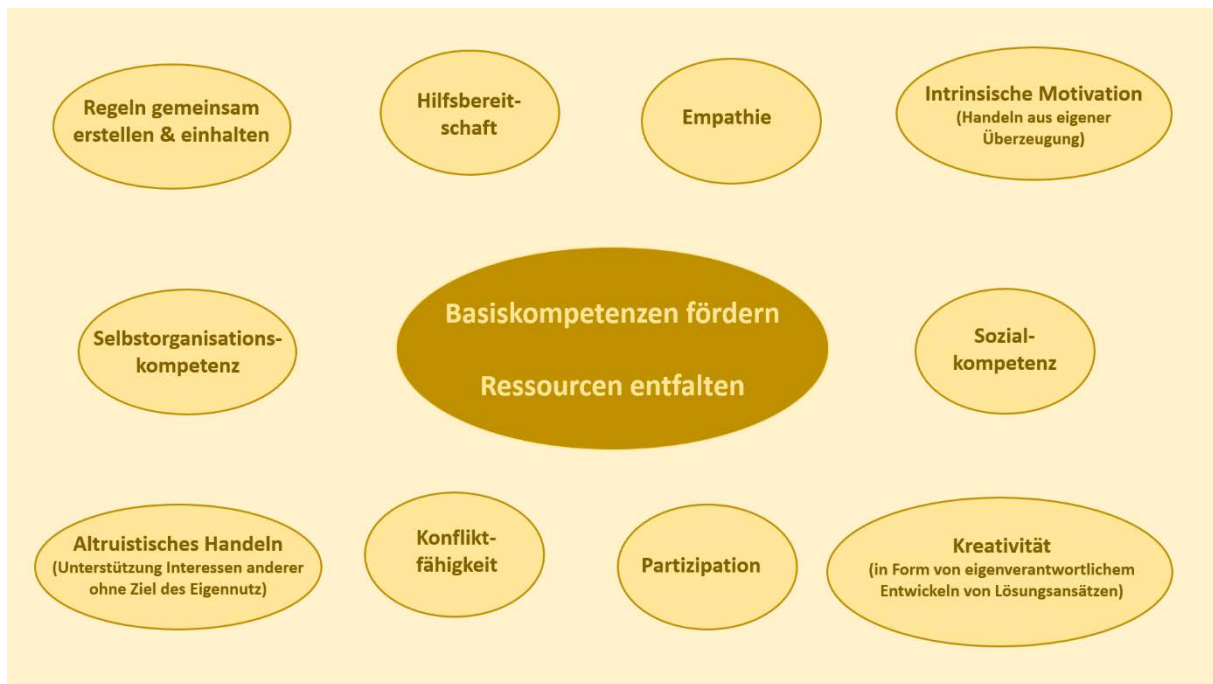 Regeln gemeinsam
erstellen & einhalten
Hilfsbereit-
schaft
Empathie
Intrinsische Motivation
(Handeln aus eigener
Überzeugung)
Selbstorganisations-
kompetenz
Basiskompetenzen fördern
Ressourcen entfalten
Sozial-
kompetenz
Altruistisches Handeln
(Unterstützung Interessen anderer
ohne Ziel des Eigennutz)
Konflikt-
fähigkeit
Partizipation
Kreativität
(in Form von eigenverantwortlichem
Entwickeln von Lösungsansätzen)